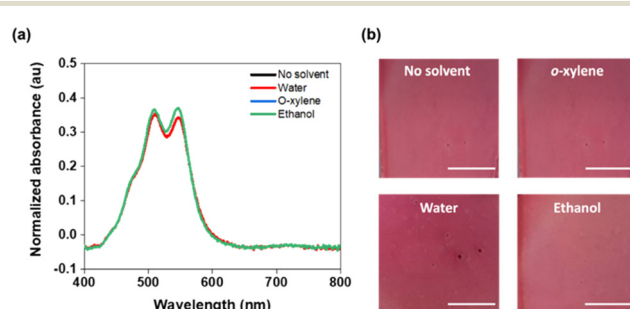 (a)
Normalized absorbance (au)
0.5
0.4
0.3
0.2
0.1
0.0
-0.1
400
500
600
700
800
Wavelength (nm)
No solvent
Water
O-xylene
Ethanol
(b)
No solvent
o-xylene
Water
Ethanol